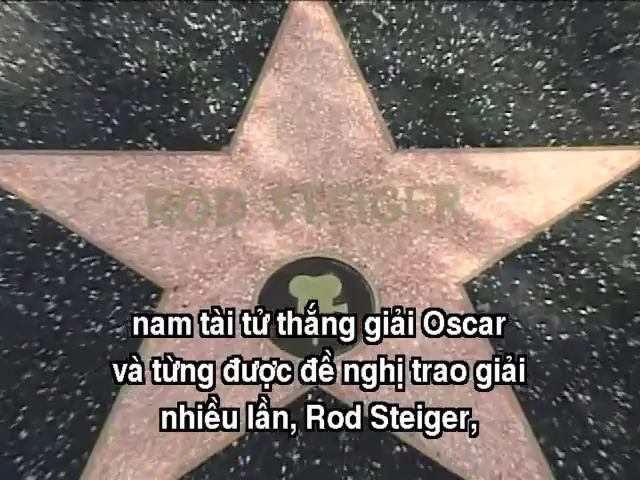 ROD STEIGER
nam tài tử thắng giải Oscar
và từng được đề nghị trao giải
nhiều lần, Rod Steiger,